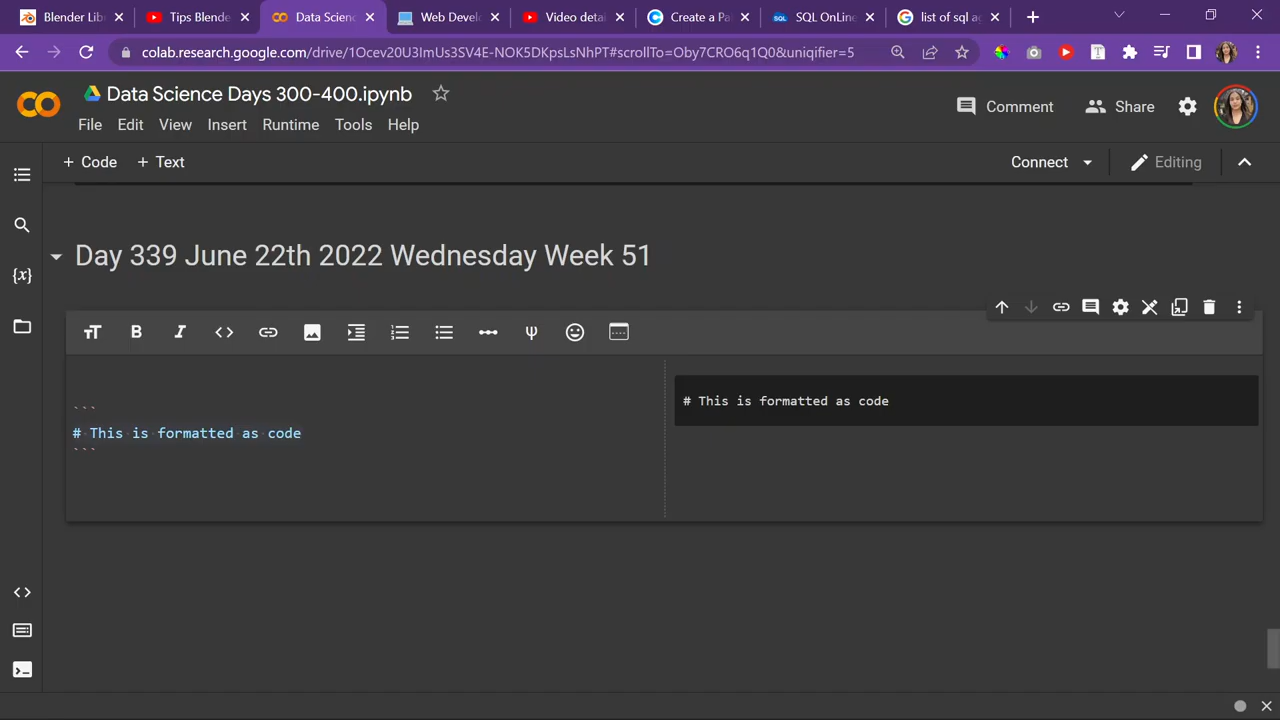 Blender Lib
Tips Blende
Data Scienc
Web Develo
Video detai
Create a Pa
SQL OnLine
list of sql a
colab.research.google.com/drive/1Qcev20U3ImUs3SV4E-NOK5DKpsLsNhPT#scrollTo=Oby7CRO6q1Q0&uniqifier=5
Data Science Days 300-400.ipynb
Comment Share
File Edit View Insert Runtime Tools Help
+ Code + Text Connect Editing
Day 339 June 22th 2022 Wednesday Week 51
```
# This is formatted as code
```
# This is formatted as code